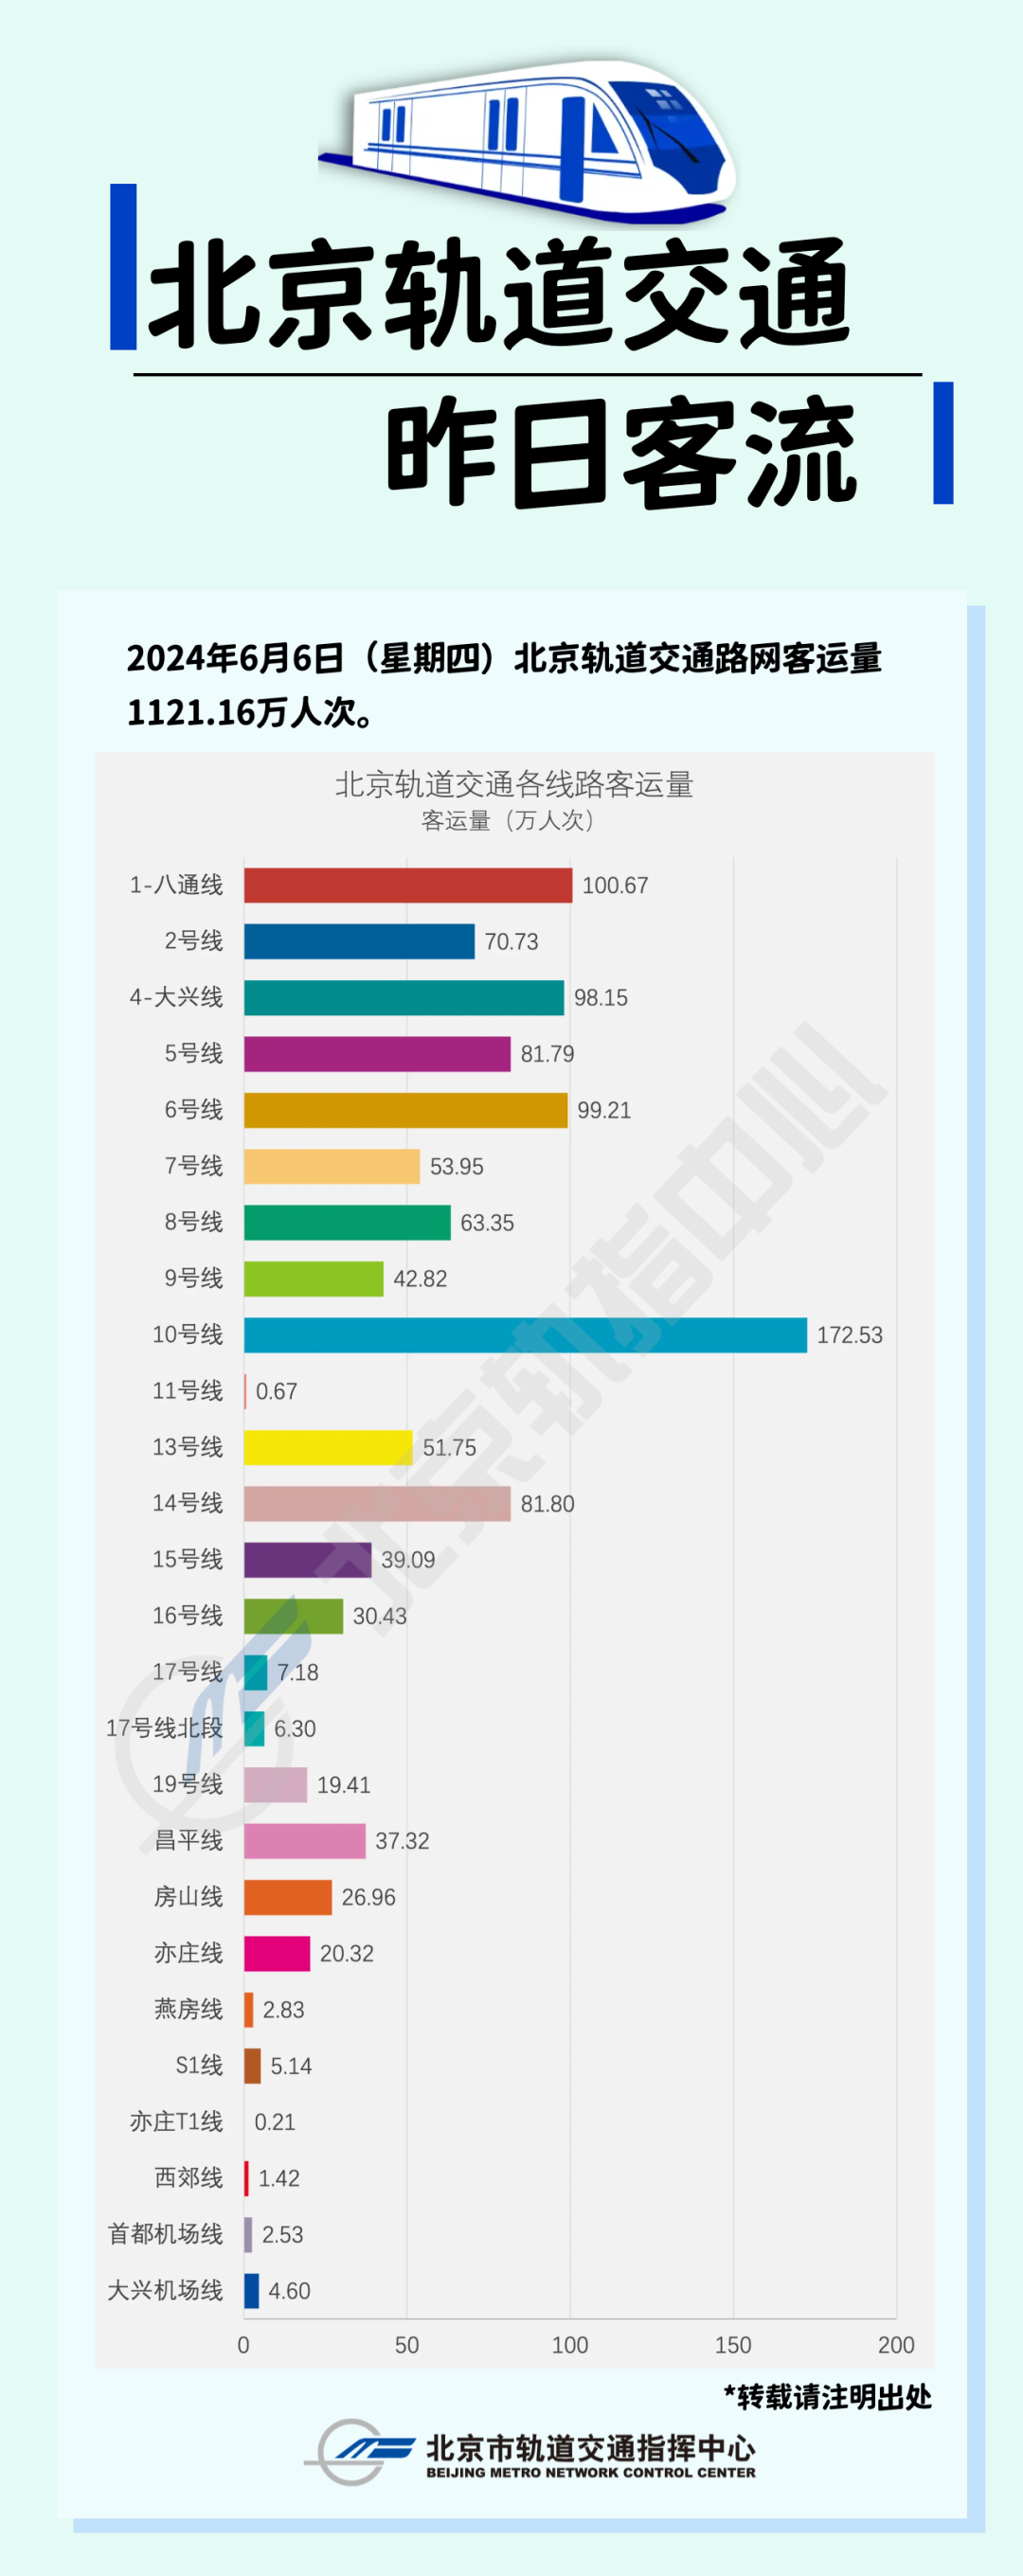 北京轨道交通
昨日客流
2024年6月6日（星期四）北京轨道交通路网客运量
1121.16万人次。
北京轨道交通各线路客运量
客运量（万人次）
1-八通线 100.67
2号线 70.73
4-大兴线 98.15
5号线 81.79
6号线 99.21
7号线 53.95
8号线 63.35
9号线 42.82
10号线 172.53
11号线 0.67
13号线 51.75
14号线 81.80
15号线 39.09
16号线 30.43
17号线 7.18
17号线北段 6.30
19号线 19.41
昌平线 37.32
房山线 26.96
亦庄线 20.32
燕房线 2.83
S1线 5.14
亦庄T1线 0.21
西郊线 1.42
首都机场线 2.53
大兴机场线 4.60
0 50 100 150 200
北京轨指中心
*转载请注明出处
北京市轨道交通指挥中心
BEIJING METRO NETWORK CONTROL CENTER